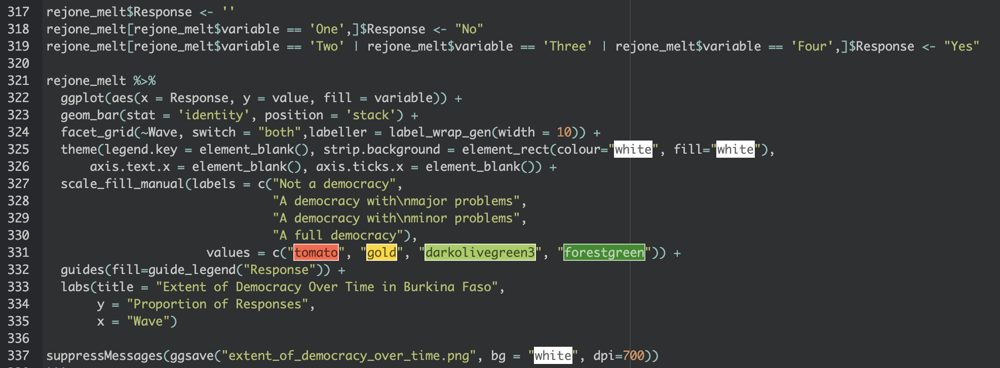 317 rejone_melt$Response <- ''
318 rejone_melt[rejone_melt$variable == 'One',]$Response <- "No"
319 rejone_melt[rejone_melt$variable == 'Two' | rejone_melt$variable == 'Three' | rejone_melt$variable == 'Four',]$Response <- "Yes"
320
321 rejone_melt %>%
322   ggplot(aes(x = Response, y = value, fill = variable)) +
323   geom_bar(stat = 'identity', position = 'stack') +
324   facet_grid(~Wave, switch = "both",labeller = label_wrap_gen(width = 10)) +
325   theme(legend.key = element_blank(), strip.background = element_rect(colour="white", fill="white"),
326       axis.text.x = element_blank(), axis.ticks.x = element_blank()) +
327   scale_fill_manual(labels = c("Not a democracy",
328                                "A democracy with\nmajor problems",
329                                "A democracy with\nminor problems",
330                                "A full democracy"),
331                       values = c("tomato", "gold", "darkolivegreen3", "forestgreen")) +
332   guides(fill=guide_legend("Response")) +
333   labs(title = "Extent of Democracy Over Time in Burkina Faso",
334        y = "Proportion of Responses",
335        x = "Wave")
336
337 suppressMessages(ggsave("extent_of_democracy_over_time.png", bg = "white", dpi=700))